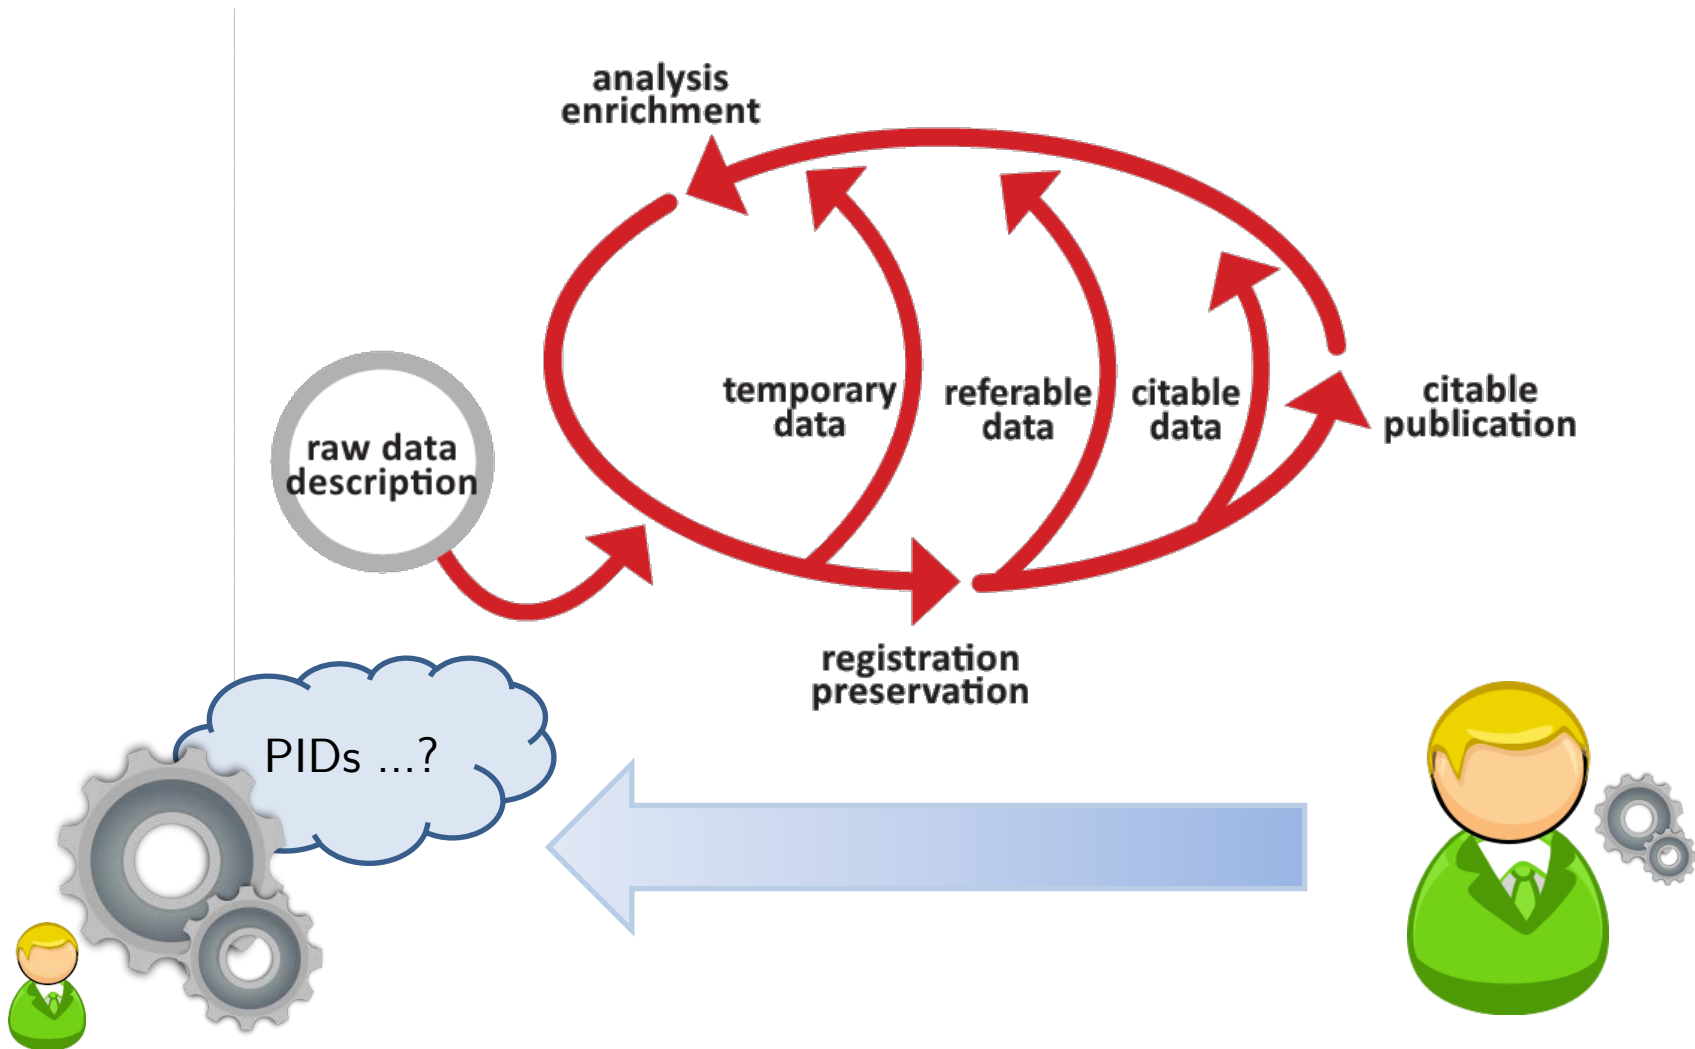 analysis
enrichment
temporary
data
referable
data
citable
data
citable
publication
raw data
description
registration
preservation
PIDs ...?